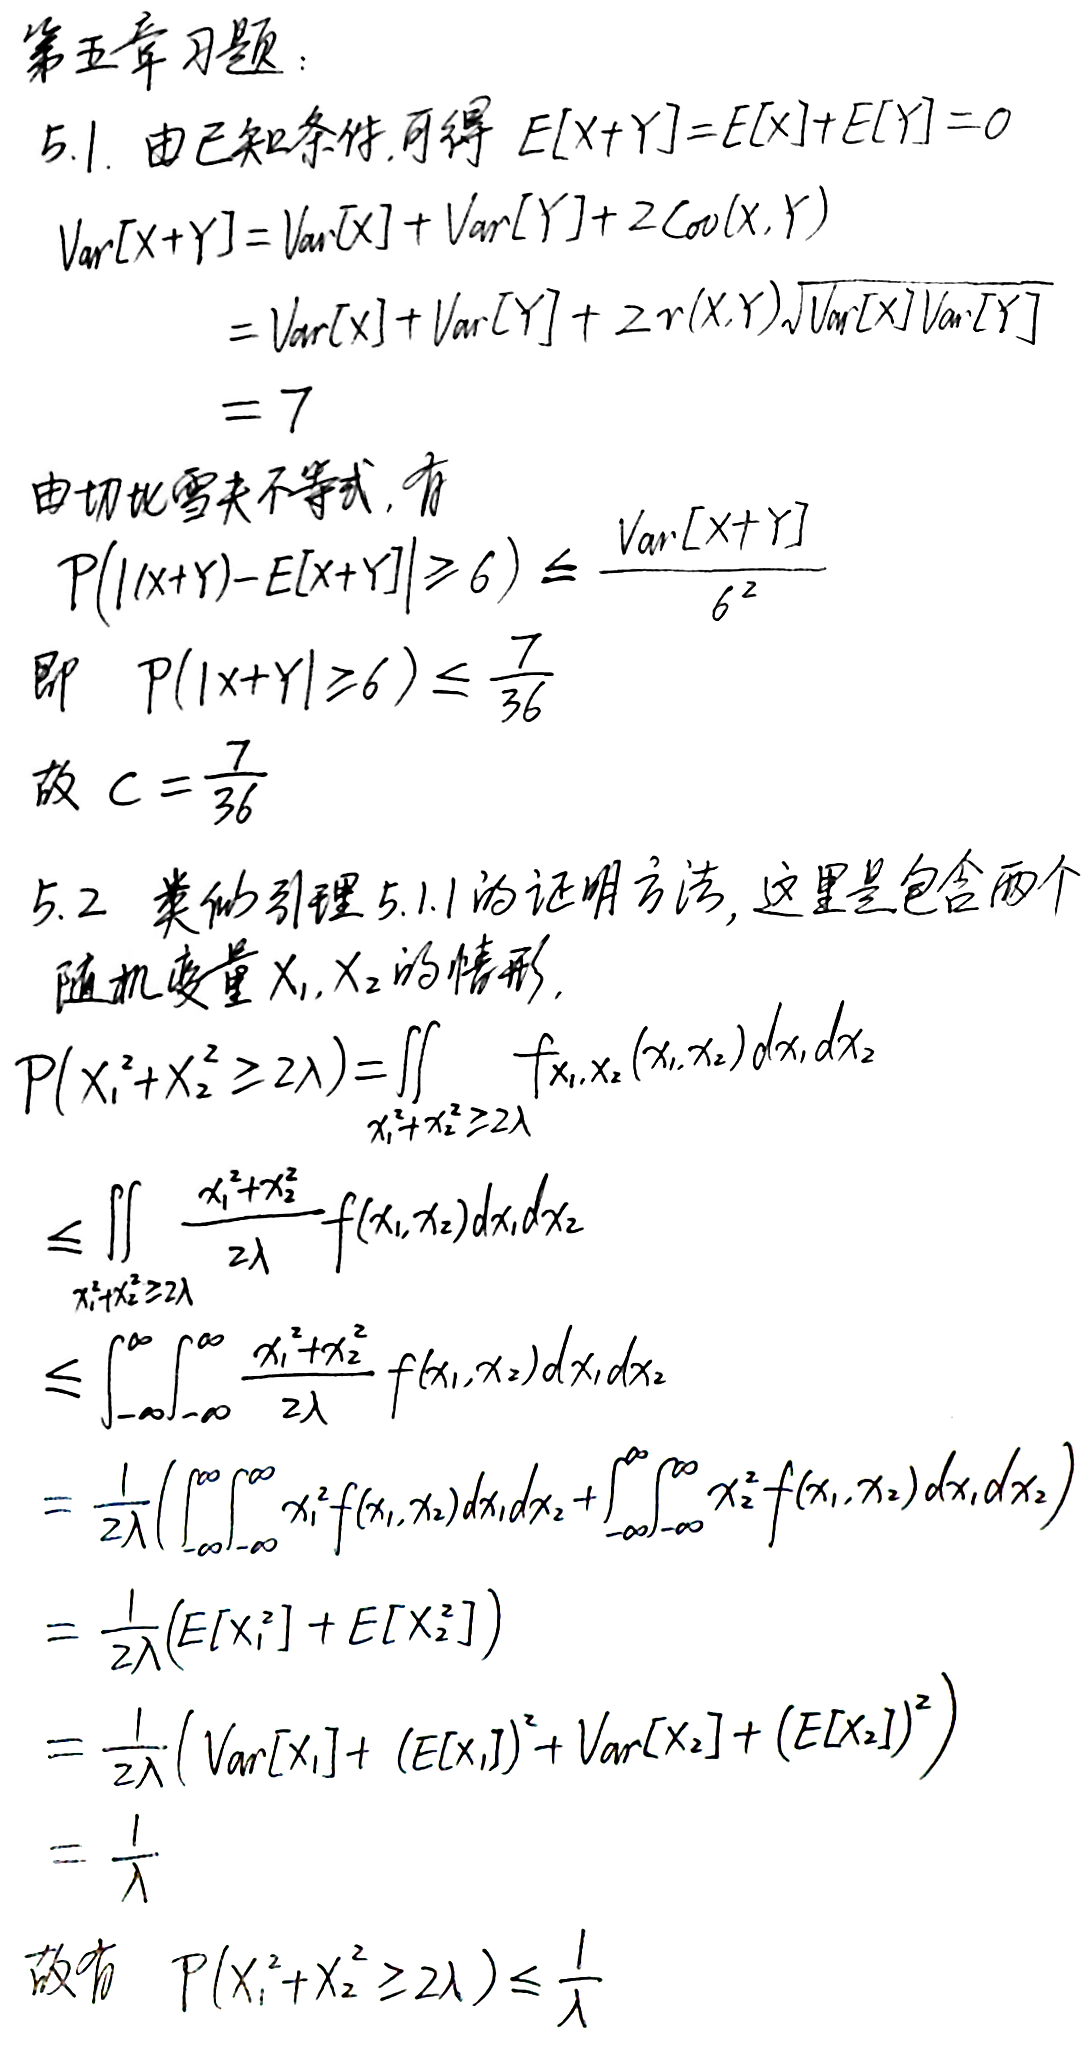 第五章习题:
5.1. 由已知条件,可得 E[X+Y]=E[X]+E[Y]=0
Var[X+Y]=Var[X]+Var[Y]+2Cov(X,Y)
=Var[X]+Var[Y]+2r(X,Y)√(Var[X]Var[Y])
=7
由切比雪夫不等式,有
P(|(X+Y)-E[X+Y]|≥6) ≤ Var[X+Y]/6²
即 P(|X+Y|≥6) ≤ 7/36
故 C = 7/36
5.2 类似引理5.1.1的证明方法,这里是包含两个
随机变量X₁,X₂的情形,
P(X₁²+X₂²≥2λ)=∬_{x₁²+x₂²≥2λ} f_{X₁,X₂}(x₁,x₂)dx₁dx₂
≤∬_{x₁²+x₂²≥2λ} (x₁²+x₂²)/2λ f(x₁,x₂)dx₁dx₂
≤∫_{-∞}^{∞}∫_{-∞}^{∞} (x₁²+x₂²)/2λ f(x₁,x₂)dx₁dx₂
=1/2λ(∫_{-∞}^{∞}∫_{-∞}^{∞} x₁²f(x₁,x₂)dx₁dx₂+∫_{-∞}^{∞}∫_{-∞}^{∞} x₂²f(x₁,x₂)dx₁dx₂)
=1/2λ(E[X₁²]+E[X₂²])
=1/2λ(Var[X₁]+(E[X₁])²+Var[X₂]+(E[X₂])²)
=1/λ
故有 P(X₁²+X₂²≥2λ)≤1/λ